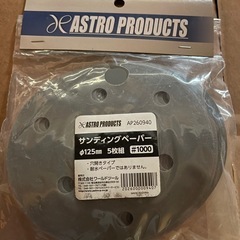 ASTRO PRODUCTS
ASTRO PRODUCTS
AP260940
サンディングペーパー
φ125mm 5枚組 #1000
・穴開きタイプ
・耐水ペーパーではありません。
株式会社ワールドツール